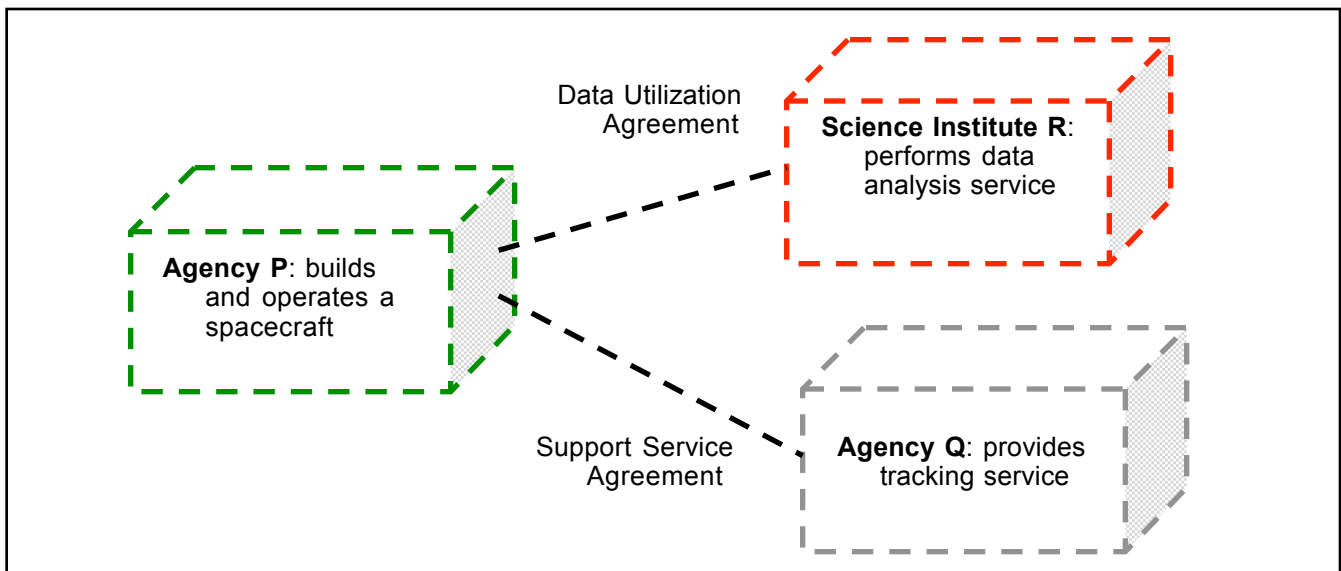 Data Utilization
Agreement
Science Institute R:
performs data
analysis service
Agency P: builds
and operates a
spacecraft
Support Service
Agreement
Agency Q: provides
tracking service